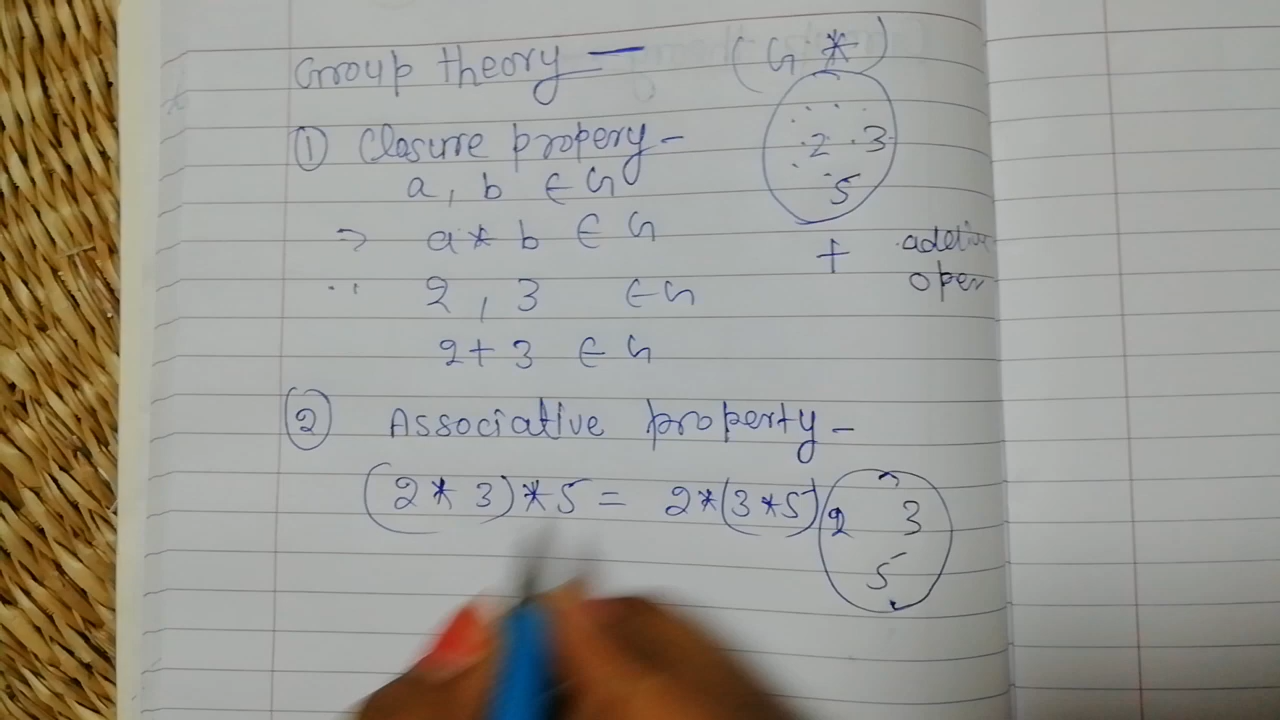 Group theory — (G *)
① Closure propery -
2 3
5
a, b ∈ G
⇒ a * b ∈ G
+
2, 3 ∈ G
2 + 3 ∈ G
② Associative property -
(2 * 3) * 5 = 2 * (3 * 5)
2 3
5